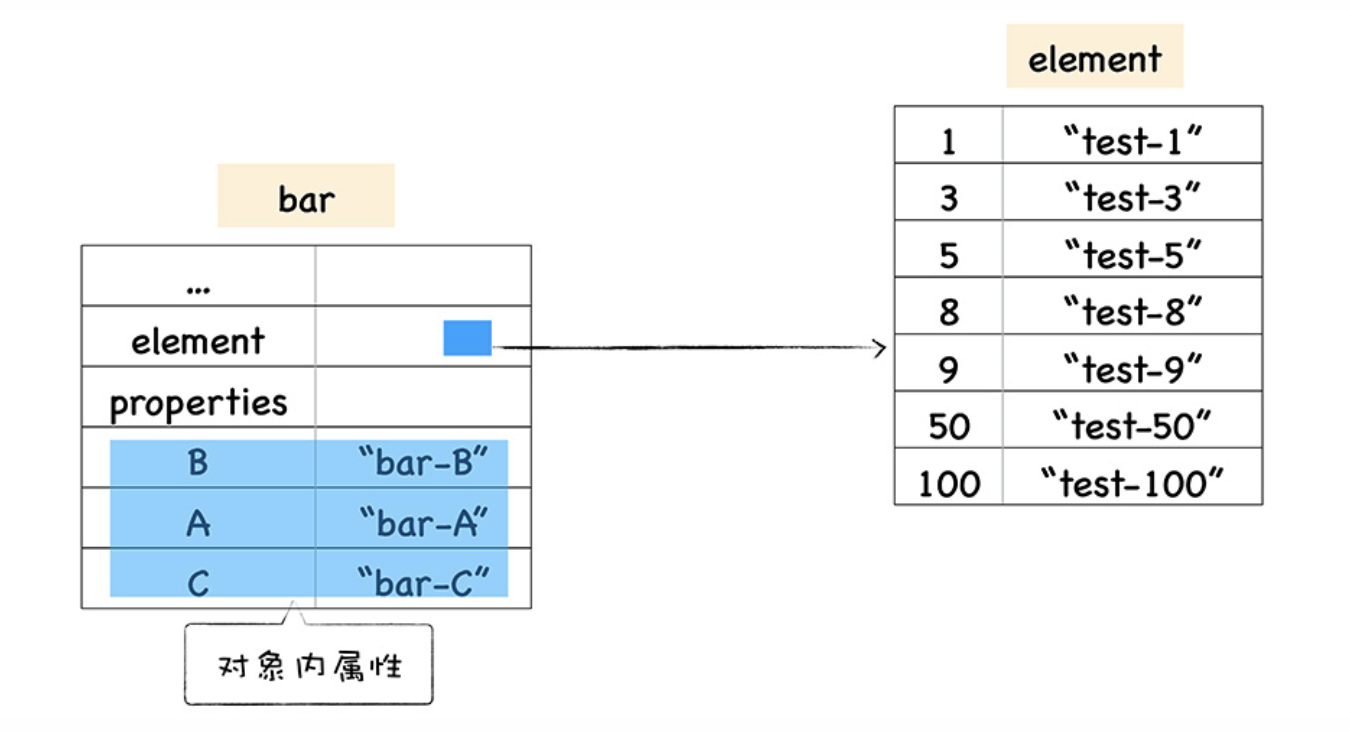 bar
...
element
properties
B "bar-B"
A "bar-A"
C "bar-C"
对象内属性
element
1 "test-1"
3 "test-3"
5 "test-5"
8 "test-8"
9 "test-9"
50 "test-50"
100 "test-100"